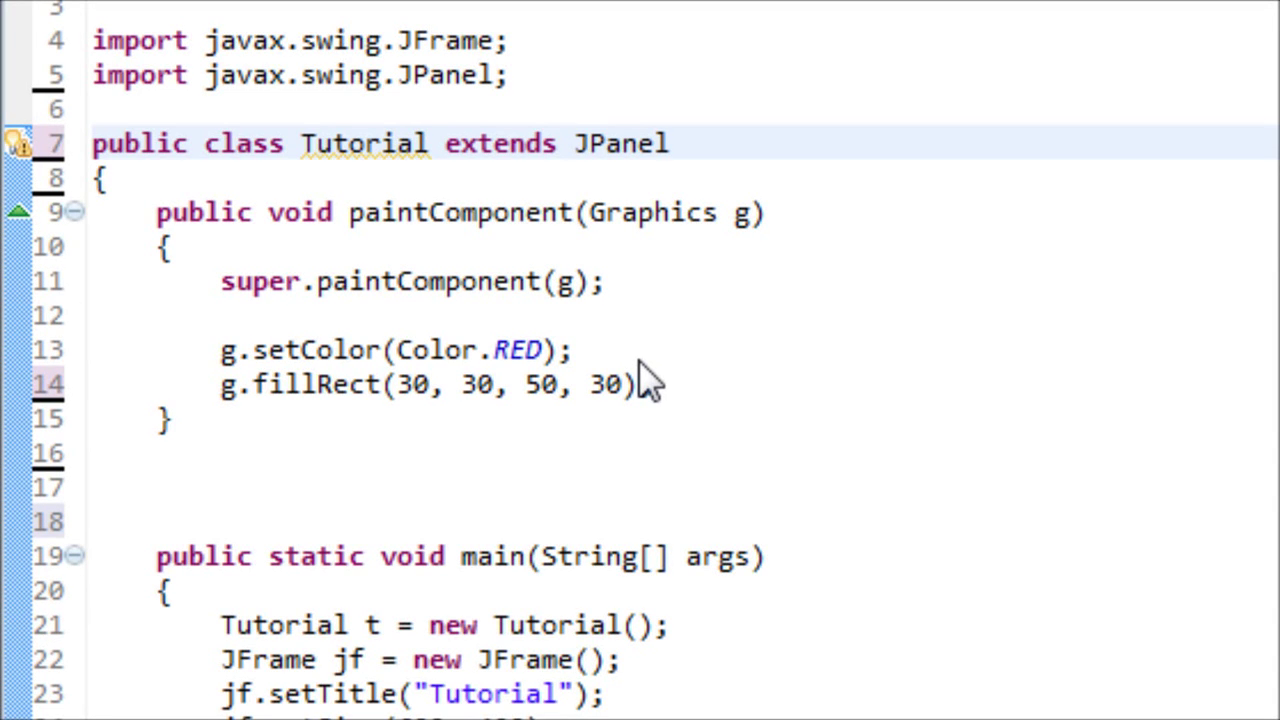 3
4 import javax.swing.JFrame;
5 import javax.swing.JPanel;
6
7 public class Tutorial extends JPanel
8 {
9 public void paintComponent(Graphics g)
10 {
11 super.paintComponent(g);
12
13 g.setColor(Color.RED);
14 g.fillRect(30, 30, 50, 30)
15 }
16
17
18
19 public static void main(String[] args)
20 {
21 Tutorial t = new Tutorial();
22 JFrame jf = new JFrame();
23 jf.setTitle("Tutorial");